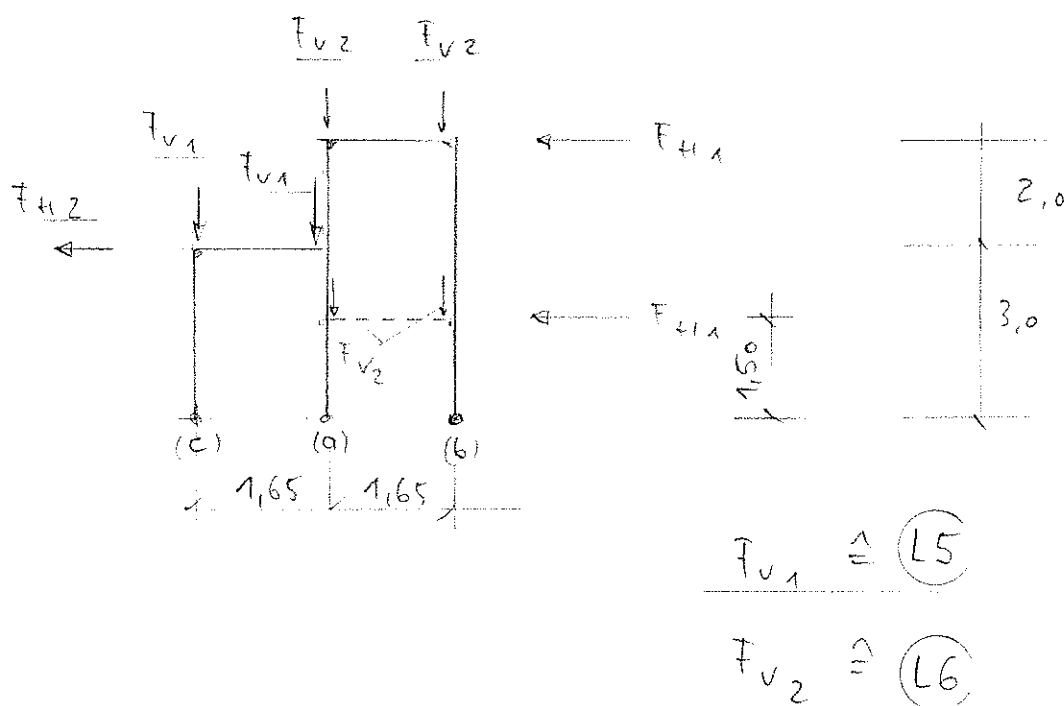 F_v2 F_v2
F_v1
F_v1
F_H1
F_H2
2,0
F_H1
3,0
F_v2
1,50
(c) (a) (b)
1,65 1,65
F_v1 ≙ L5
F_v2 ≙ L6